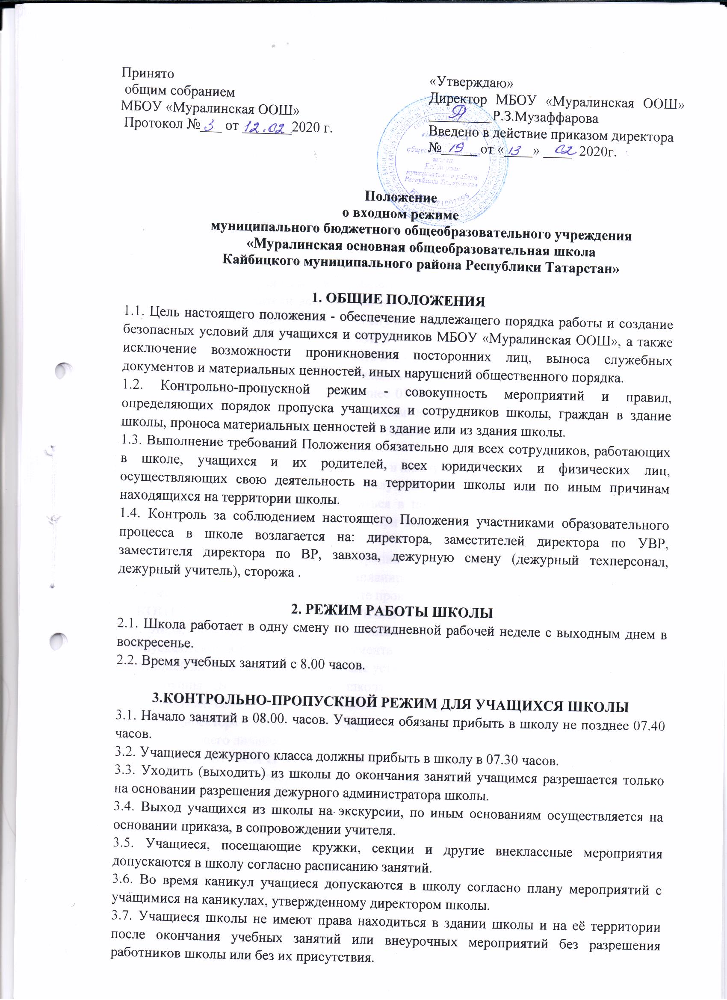 Принято
общим собранием
МБОУ «Муралинская ООШ»
Протокол №___3 от 12.02 2020 г.
«Утверждаю»
Директор МБОУ «Муралинская ООШ»
_________Р.З.Музаффарова
Введено в действие приказом директора
№ 19 от «13» 02 2020г.
общеобразовательная
школа
Кайбицкого
муниципального района
Республики Татарстан
Положение
о входном режиме
муниципального бюджетного общеобразовательного учреждения
«Муралинская основная общеобразовательная школа
Кайбицкого муниципального района Республики Татарстан»
1. ОБЩИЕ ПОЛОЖЕНИЯ
1.1. Цель настоящего положения - обеспечение надлежащего порядка работы и создание
безопасных условий для учащихся и сотрудников МБОУ «Муралинская ООШ», а также
исключение возможности проникновения посторонних лиц, выноса служебных
документов и материальных ценностей, иных нарушений общественного порядка.
1.2. Контрольно-пропускной режим - совокупность мероприятий и правил,
определяющих порядок пропуска учащихся и сотрудников школы, граждан в здание
школы, проноса материальных ценностей в здание или из здания школы.
1.3. Выполнение требований Положения обязательно для всех сотрудников, работающих
в школе, учащихся и их родителей, всех юридических и физических лиц,
осуществляющих свою деятельность на территории школы или по иным причинам
находящихся на территории школы.
1.4. Контроль за соблюдением настоящего Положения участниками образовательного
процесса в школе возлагается на: директора, заместителей директора по УВР,
заместителя директора по ВР, завхоза, дежурную смену (дежурный техперсонал,
дежурный учитель), сторожа .
2. РЕЖИМ РАБОТЫ ШКОЛЫ
2.1. Школа работает в одну смену по шестидневной рабочей неделе с выходным днем в
воскресенье.
2.2. Время учебных занятий с 8.00 часов.
3.КОНТРОЛЬНО-ПРОПУСКНОЙ РЕЖИМ ДЛЯ УЧАЩИХСЯ ШКОЛЫ
3.1. Начало занятий в 08.00. часов. Учащиеся обязаны прибыть в школу не позднее 07.40
часов.
3.2. Учащиеся дежурного класса должны прибыть в школу в 07.30 часов.
3.3. Уходить (выходить) из школы до окончания занятий учащимся разрешается только
на основании разрешения дежурного администратора школы.
3.4. Выход учащихся из школы на экскурсии, по иным основаниям осуществляется на
основании приказа, в сопровождении учителя.
3.5. Учащиеся, посещающие кружки, секции и другие внеклассные мероприятия
допускаются в школу согласно расписанию занятий.
3.6. Во время каникул учащиеся допускаются в школу согласно плану мероприятий с
учащимися на каникулах, утвержденному директором школы.
3.7. Учащиеся школы не имеют права находиться в здании школы и на её территории
после окончания учебных занятий или внеурочных мероприятий без разрешения
работников школы или без их присутствия.